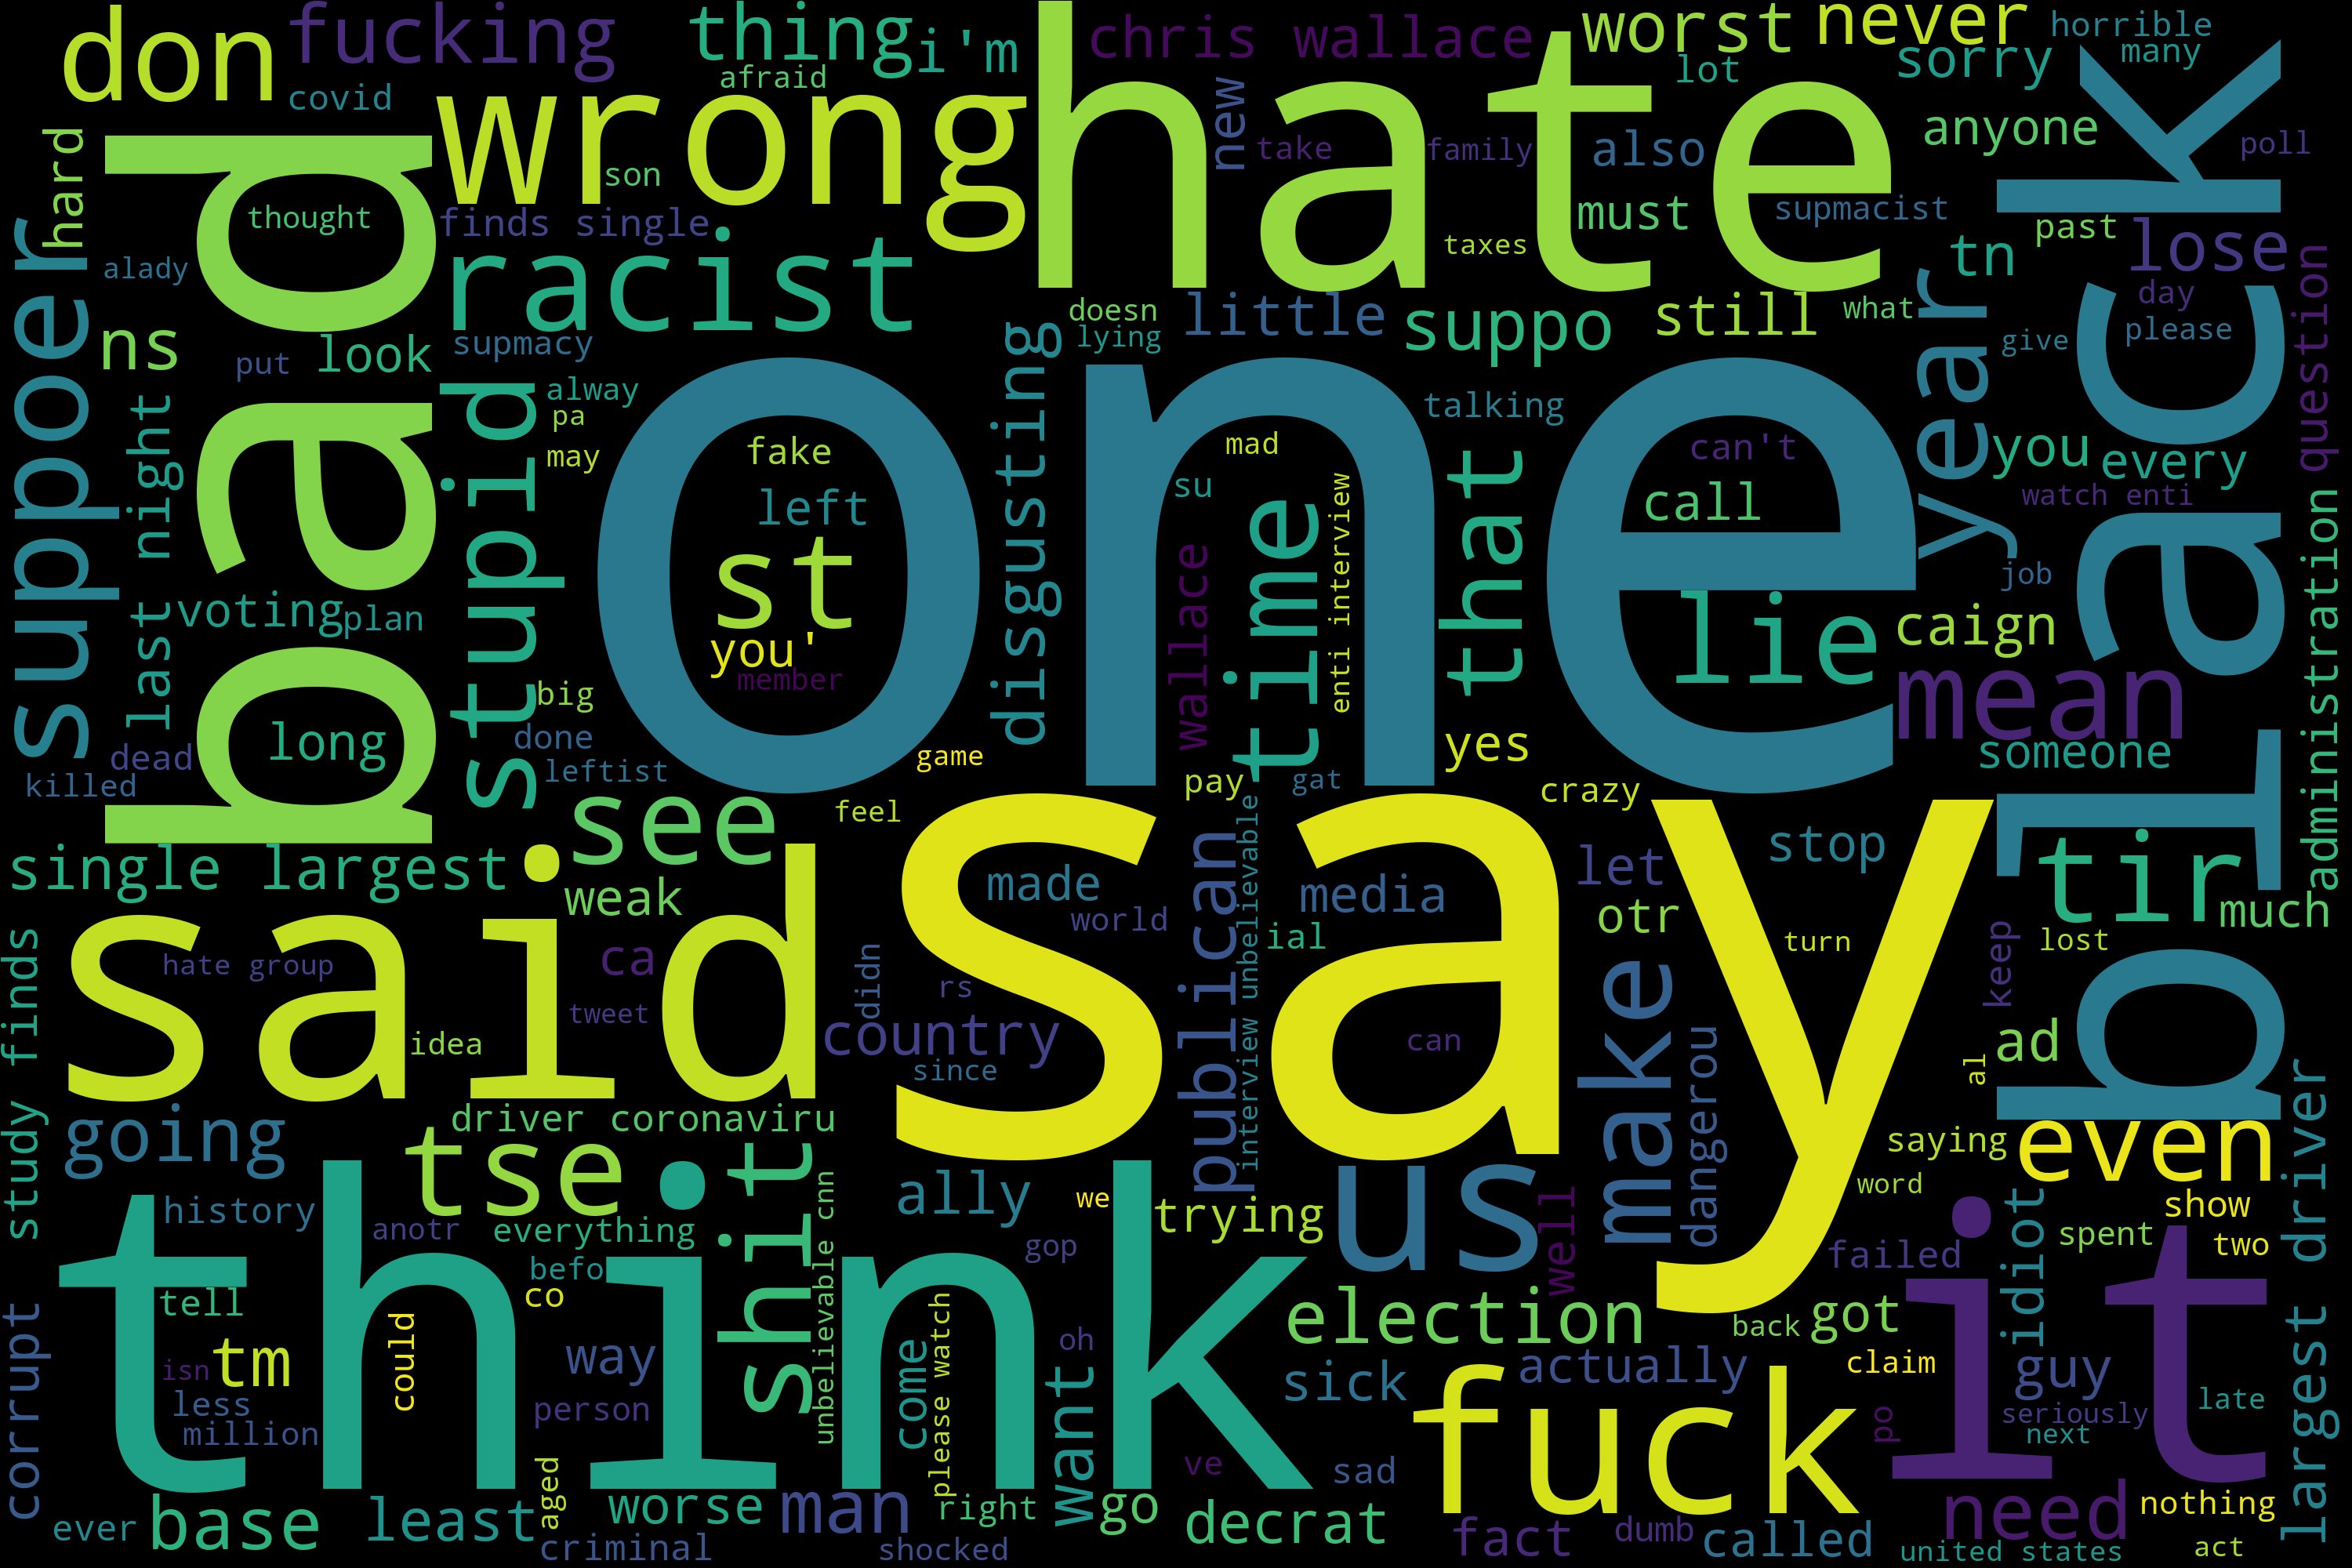 don
fucking
thing
i'm
chris wallace
worst
never
horrible
many
sorry
lot
afraid
covid
wrong
hate
black
bad
hard
new
take
family
also
anyone
poll
son
must
supmacist
past
lose
thought
finds single
racist
taxes
tn
year
alady
suppoer
ns
put
look
supmacy
doesn
lying
little
suppo
still
what
day
please
give
question
last night
stupid
alway
pa
may
one
disgusting
talking
mad
that
can't
call
you
every
watch enti
fake
left
st
you'
member
su
wallace
time
enti interview
lie
job
caign
mean
administration
voting
plan
long
big
done
leftist
game
dead
killed
yes
someone
pay
gat
crazy
see
feel
say
stop
tir
much
single largest
weak
made
world
publican
interview unbelievable
media
let
otr
turn
lost
said
ca
hate group
tweet
idea
didn
rs
country
since
ial
can
make
dangerou
keep
ad
al
study finds
going
driver coronaviru
tse
shit
ally
we
trying
us
well
saying
word
even
largest driver
history
anotr
everything
befo
co
unbelievable cnn
gop
election
failed
idiot
spent
show
two
it
think
tell
tm
isn
less
million
could
way
person
come
please watch
oh
want
sick
actually
back
got
claim
guy
seriously
next
late
corrupt
fuck
po
ve
sad
ever
base
least
aged
worse
criminal
man
right
shocked
go
decrat
fact
dumb
called
need
nothing
united states
act